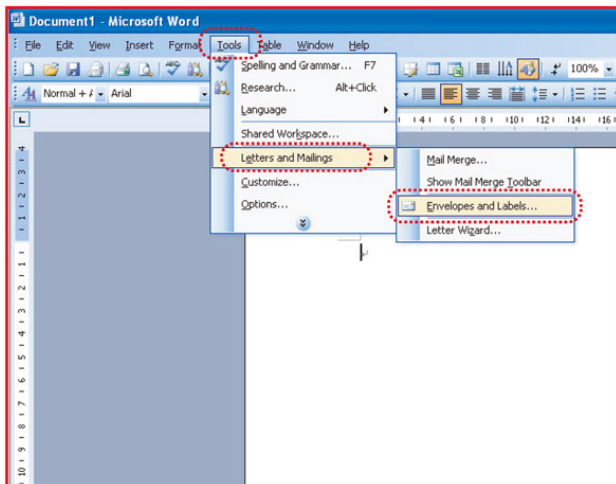 Document1 - Microsoft Word
File Edit View Insert Format Tools Table Window Help
Spelling and Grammar... F7
100%
Research... Alt+Click
Normal + Arial
Language
Shared Workspace...
Letters and Mailings
Mail Merge...
Customize...
Show Mail Merge Toolbar
Options...
Envelopes and Labels...
Letter Wizard...